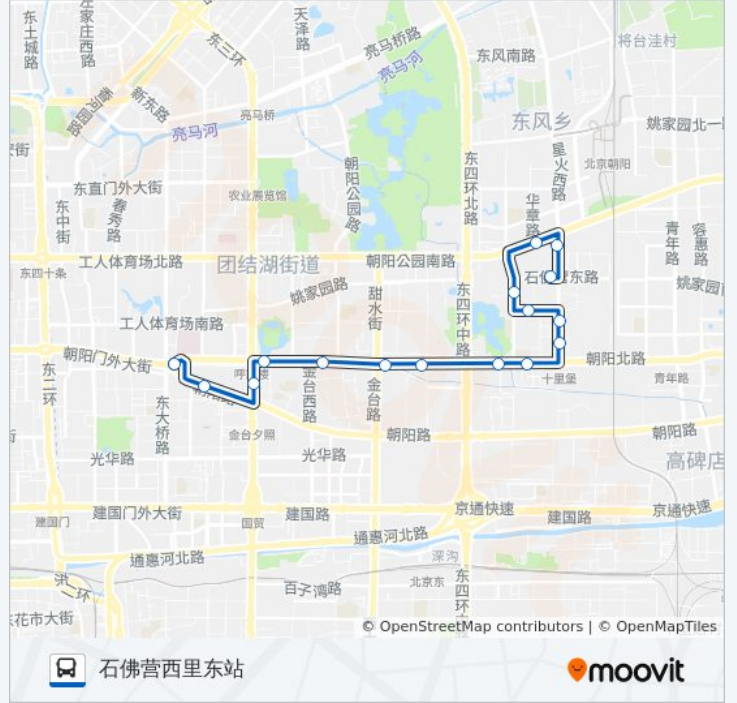 东土城路
左家庄西路
天泽路
东三环
亮马桥路
亮马河
东风南路
将台洼村
春河园路
新东路
亮马桥
东风乡
姚家园北一
亮马河
朝阳公园路
东四环北路
星火西路
北京朝阳
东直门外大街
农业展览馆
东中街
春秀路
华章路
青年路
容惠路
东四十条
工人体育场北路
团结湖街道
朝阳公园南路
姚家园路
甜水街
东四环中路
石佛营东路
姚家园
工人体育场南路
朝阳门外大街
朝阳北路
东二环
金台西路
金台路
十里堡
青年路
东大桥路
金台夕照
朝阳路
朝阳路
光华路
光华路
高碑店
建国门外大街
建国路
京通快速
建国路
京通快速
建国门
国贸
通惠河北路
通惠河北路
深沟
北京东
百子湾路
东四环中
花市大街
© OpenStreetMap contributors | © OpenMapTiles
石佛营西里东站
moovit